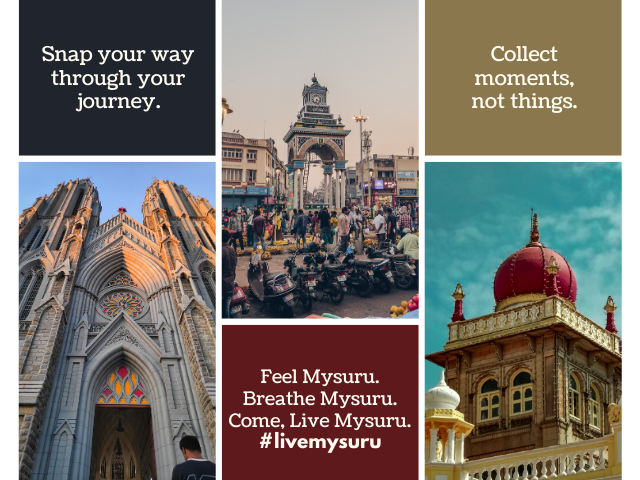 Snap your way
through your
journey.
Collect
moments,
not things.
Feel Mysuru.
Breathe Mysuru.
Come, Live Mysuru.
#livemysuru